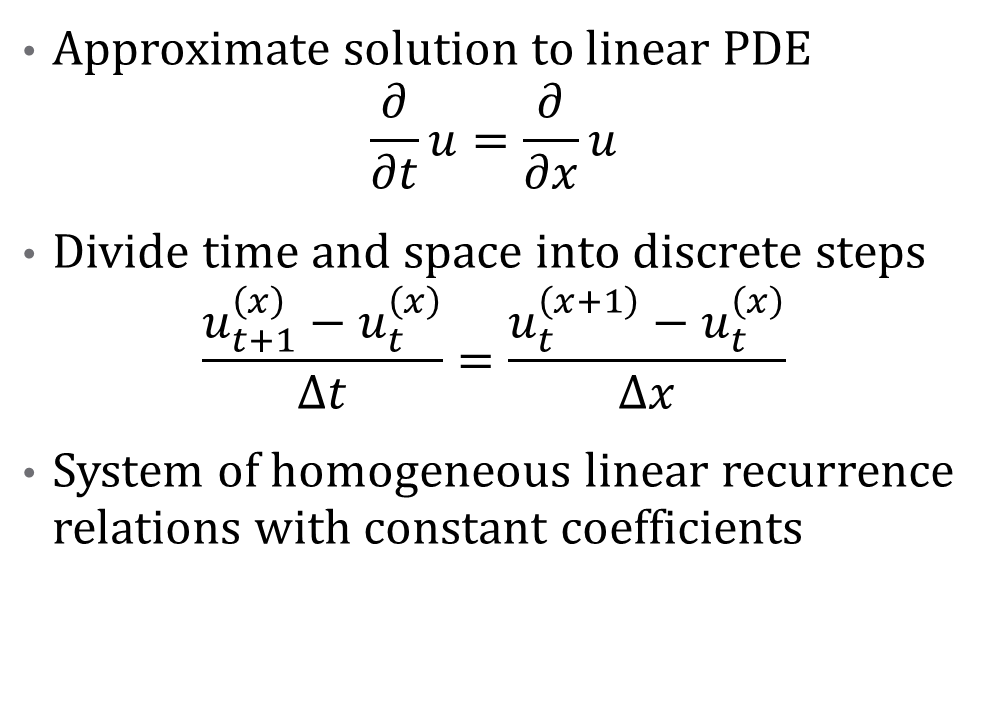 • Approximate solution to linear PDE
∂/∂t u = ∂/∂x u
• Divide time and space into discrete steps
(u_{t+1}^{(x)} − u_t^{(x)})/Δt = (u_t^{(x+1)} − u_t^{(x)})/Δx
• System of homogeneous linear recurrence
relations with constant coefficients